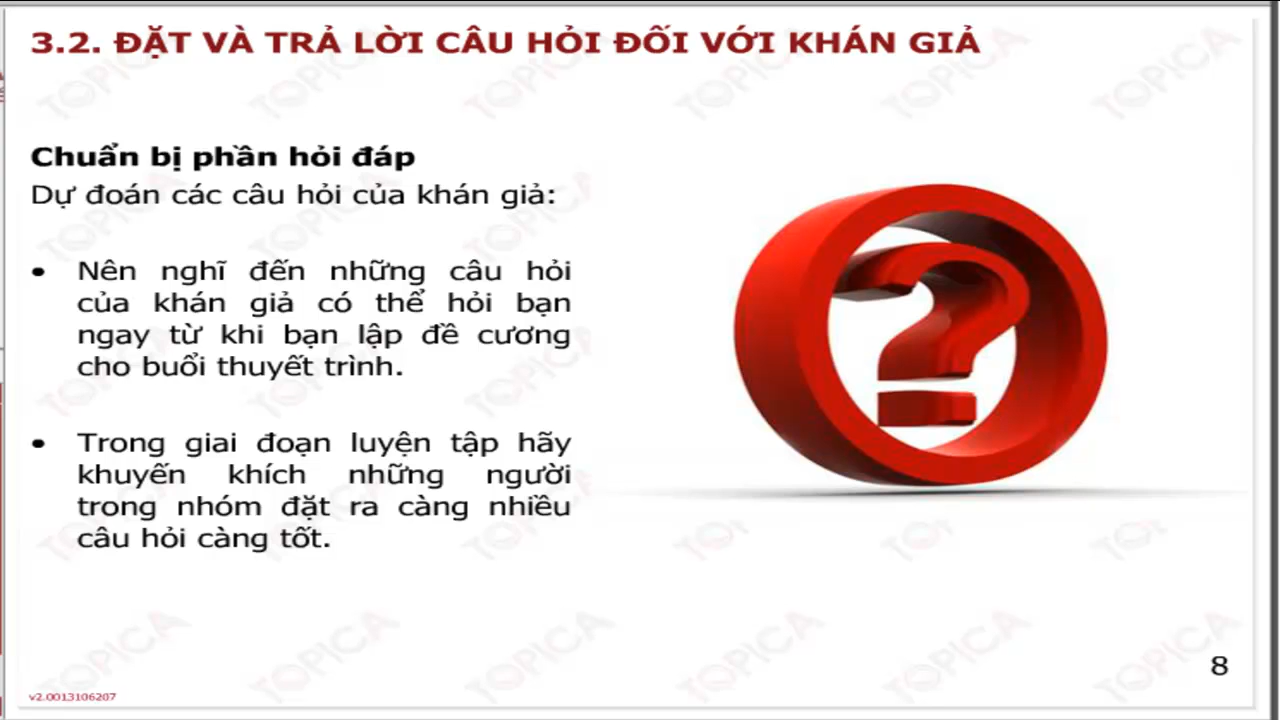 3.2. ĐẶT VÀ TRẢ LỜI CÂU HỎI ĐỐI VỚI KHÁN GIẢ
Chuẩn bị phần hỏi đáp
Dự đoán các câu hỏi của khán giả:
• Nên nghĩ đến những câu hỏi
của khán giả có thể hỏi bạn
ngay từ khi bạn lập đề cương
cho buổi thuyết trình.
• Trong giai đoạn luyện tập hãy
khuyến khích những người
trong nhóm đặt ra càng nhiều
câu hỏi càng tốt.
8
v2.0013106207
TOPICA